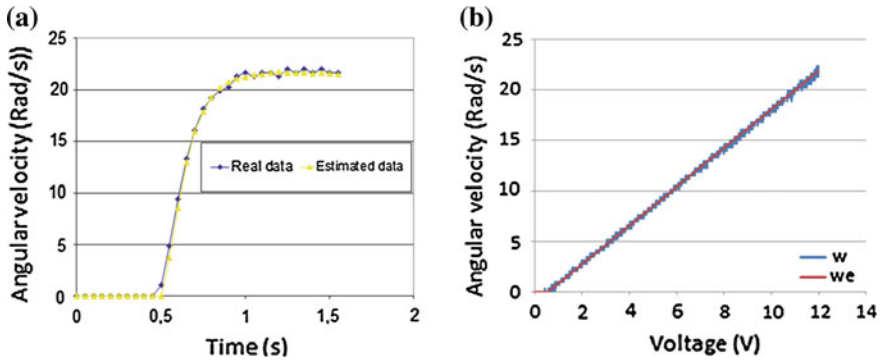 (a)
Angular velocity (Rad/s))
25
20
15
10
5
0
0
0,5
1
1,5
2
Time (s)
Real data
Estimated data
(b)
Angular velocity (Rad/s)
25
20
15
10
5
0
0
2
4
6
8
10
12
14
Voltage (V)
w
we